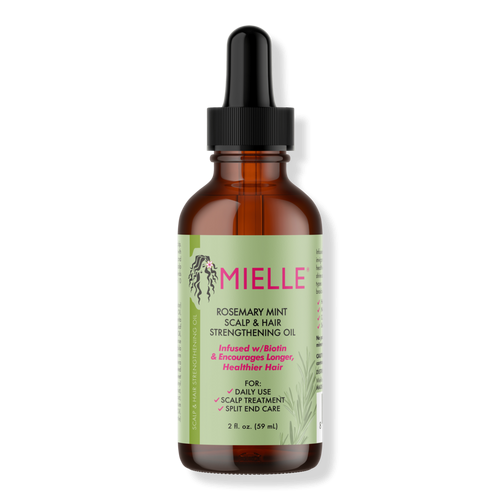 MIELLE
ROSEMARY MINT
SCALP & HAIR
STRENGTHENING OIL
Infused w/Biotin
& Encourages Longer,
Healthier Hair
FOR:
✓ DAILY USE
✓ SCALP TREATMENT
✓ SPLIT END CARE
2 fl. oz. (59 mL)
SCALP & HAIR STRENGTHENING OIL